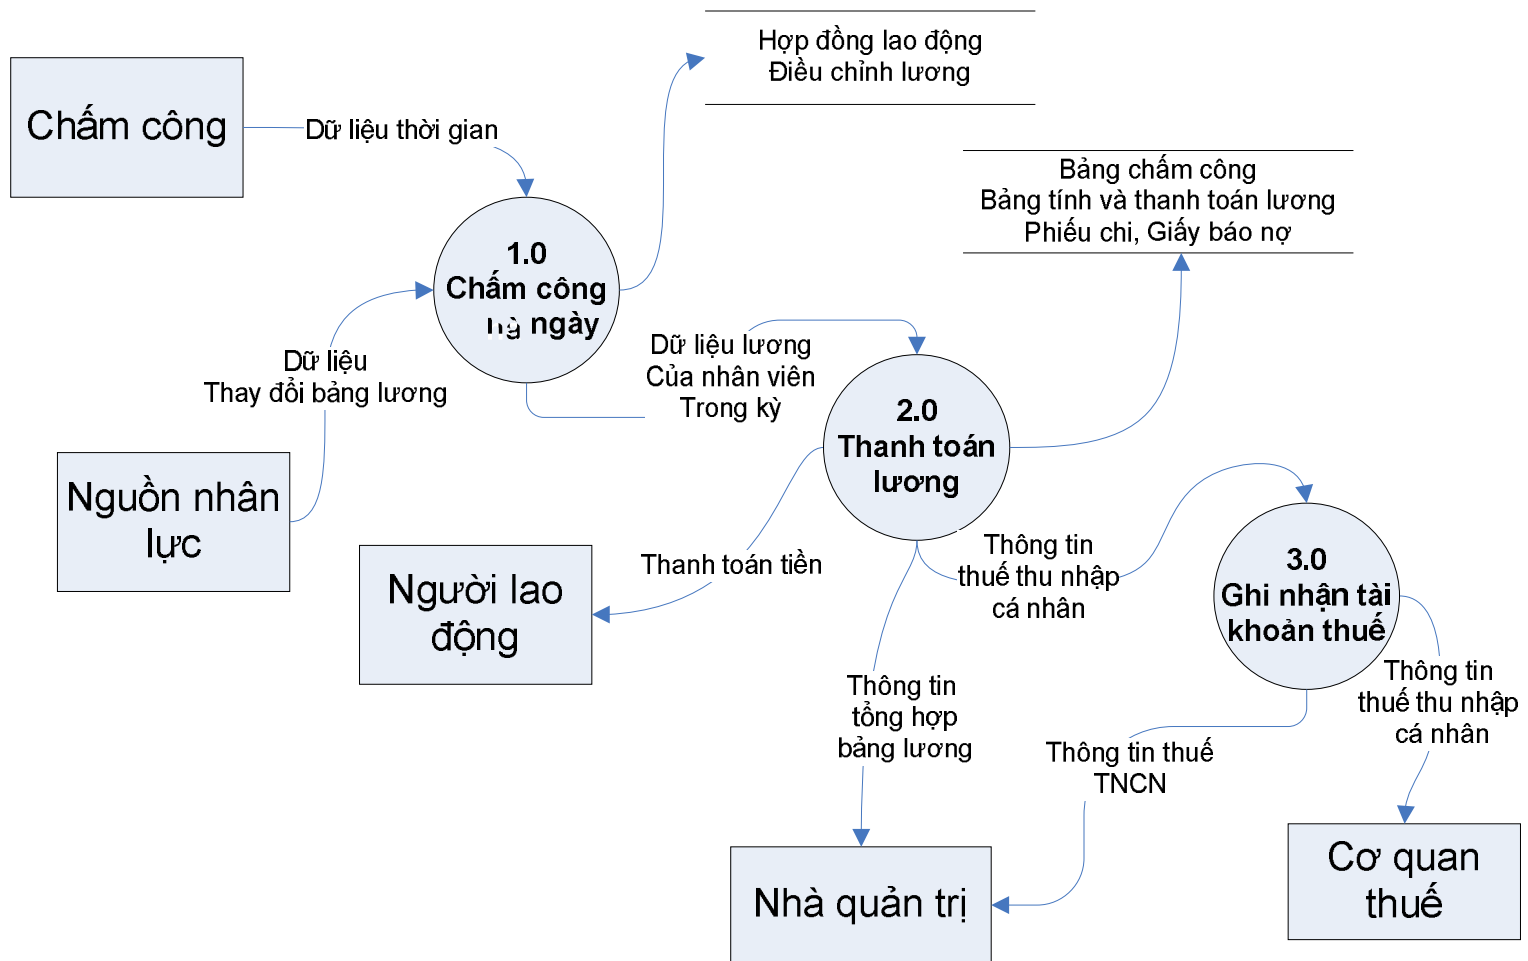 Hợp đồng lao động
Điều chỉnh lương
Chấm công
Dữ liệu thời gian
Bảng chấm công
Bảng tính và thanh toán lương
Phiếu chi, Giấy báo nợ
1.0
Chấm công
ngày
Dữ liệu
Thay đổi bảng lương
Dữ liệu lương
Của nhân viên
Trong kỳ
2.0
Thanh toán
lương
Nguồn nhân
lực
Người lao
động
Thanh toán tiền
Thông tin
thuế thu nhập
cá nhân
3.0
Ghi nhận tài
khoản thuế
Thông tin
tổng hợp
bảng lương
Thông tin thuế
TNCN
Thông tin
thuế thu nhập
cá nhân
Nhà quản trị
Cơ quan
thuế